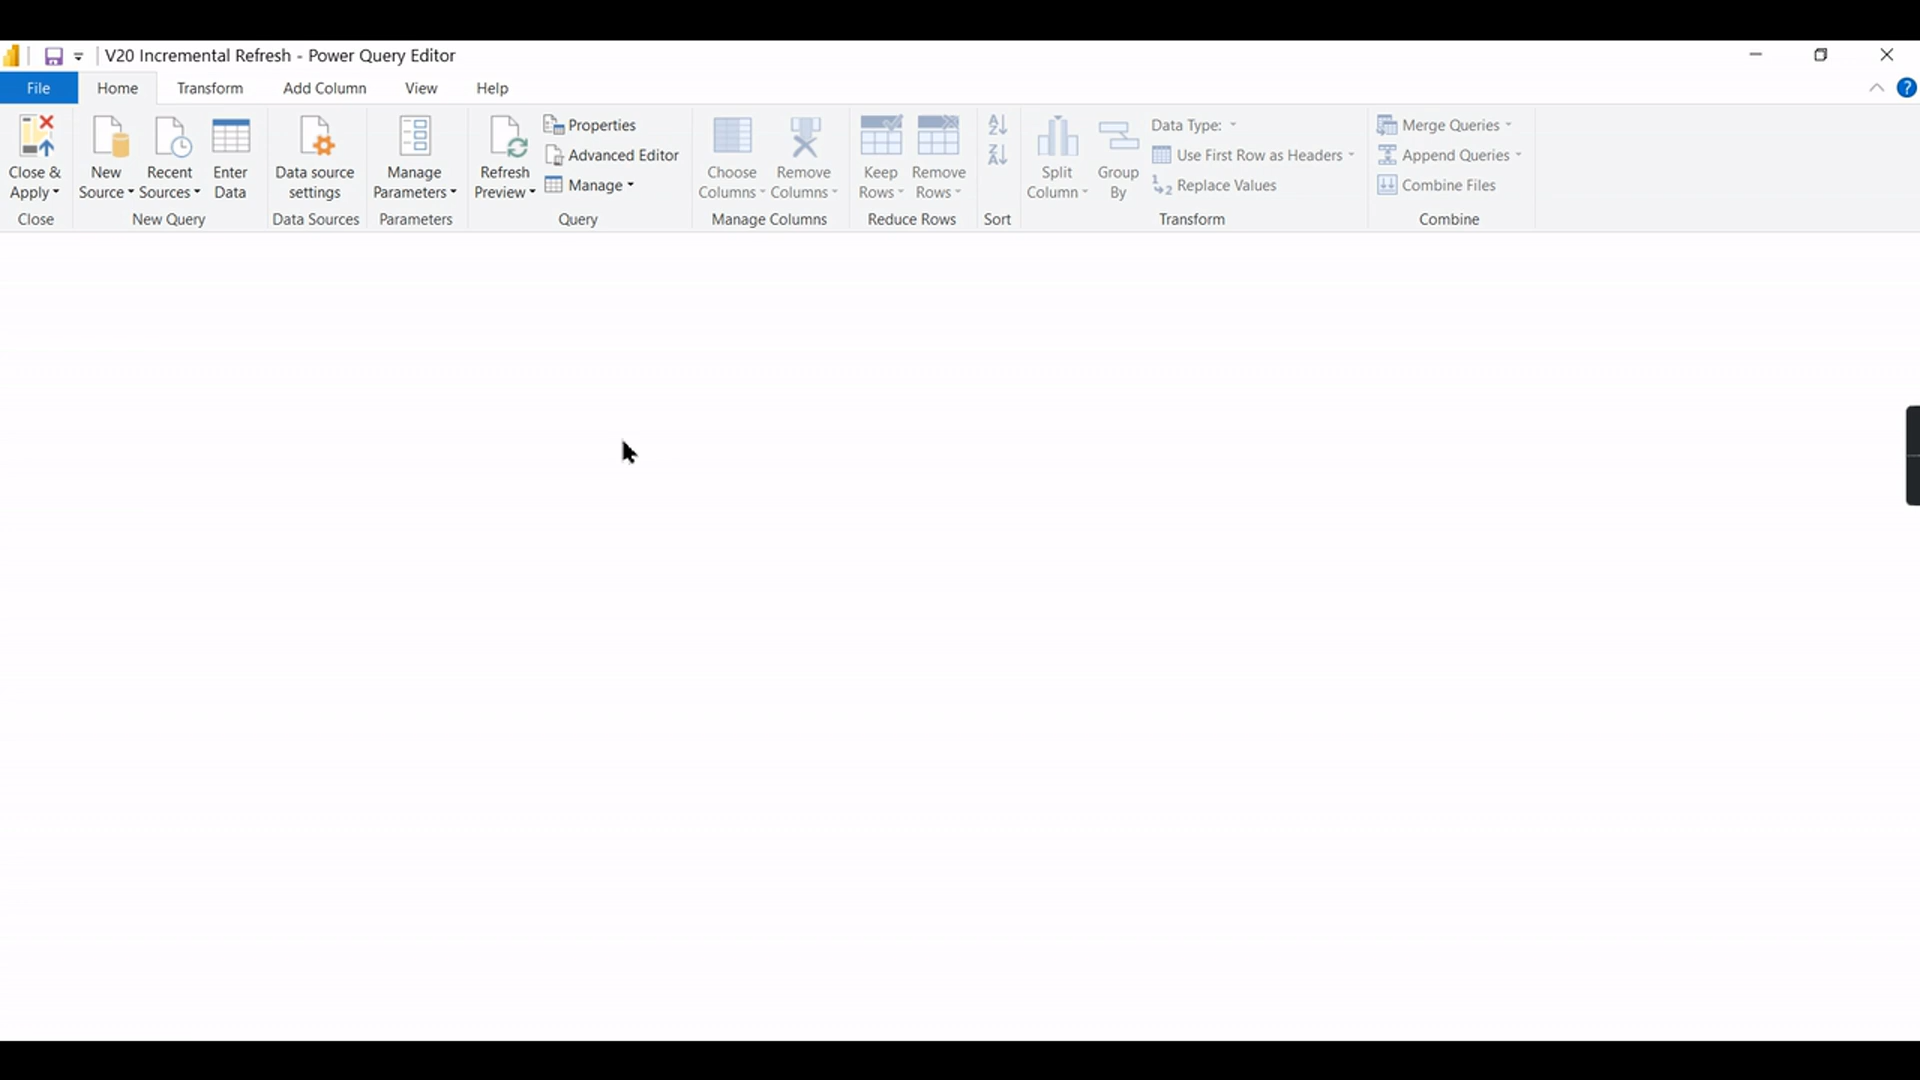 V20 Incremental Refresh - Power Query Editor
File Home Transform Add Column View Help
Close & Apply
New Source
Recent Sources
Enter Data
Data source settings
Manage Parameters
Refresh Preview
Properties
Advanced Editor
Manage
Choose Columns
Remove Columns
Keep Rows
Remove Rows
Split Column
Group By
Data Type:
Use First Row as Headers
Replace Values
Merge Queries
Append Queries
Combine Files
Close
New Query
Data Sources
Parameters
Query
Manage Columns
Reduce Rows
Sort
Transform
Combine